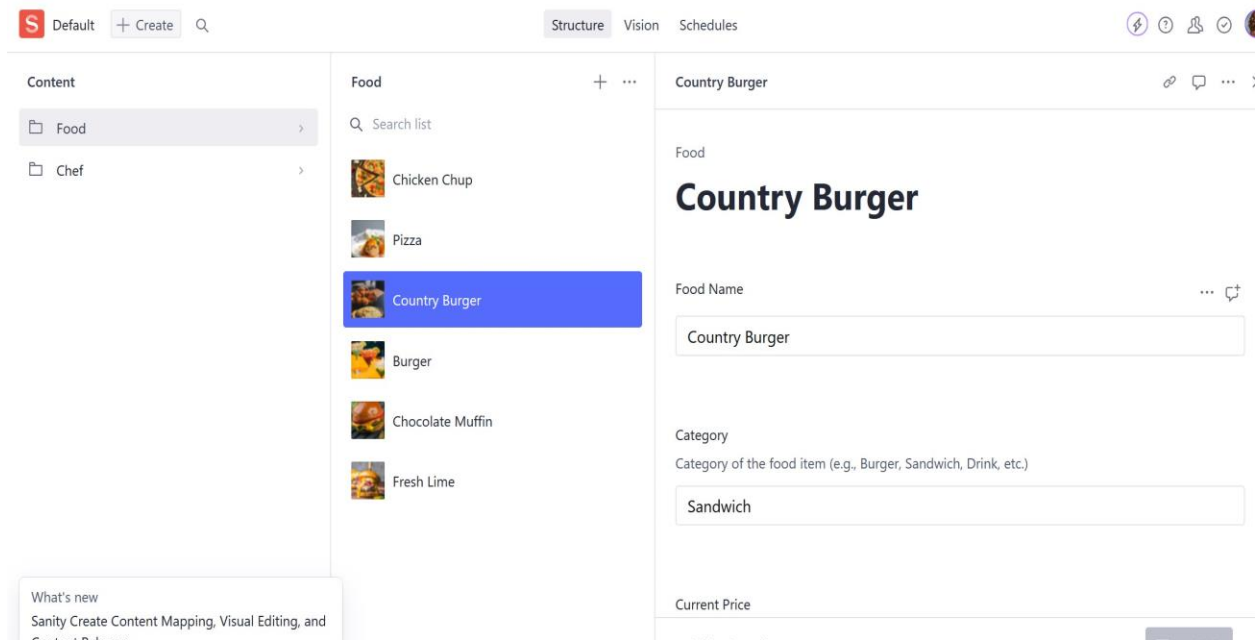 S Default + Create
Structure Vision Schedules
Content
Food
Chef
What's new
Sanity Create Content Mapping, Visual Editing, and
Food
Search list
Chicken Chup
Pizza
Country Burger
Burger
Chocolate Muffin
Fresh Lime
Country Burger
Food
Country Burger
Food Name
Country Burger
Category
Category of the food item (e.g., Burger, Sandwich, Drink, etc.)
Sandwich
Current Price